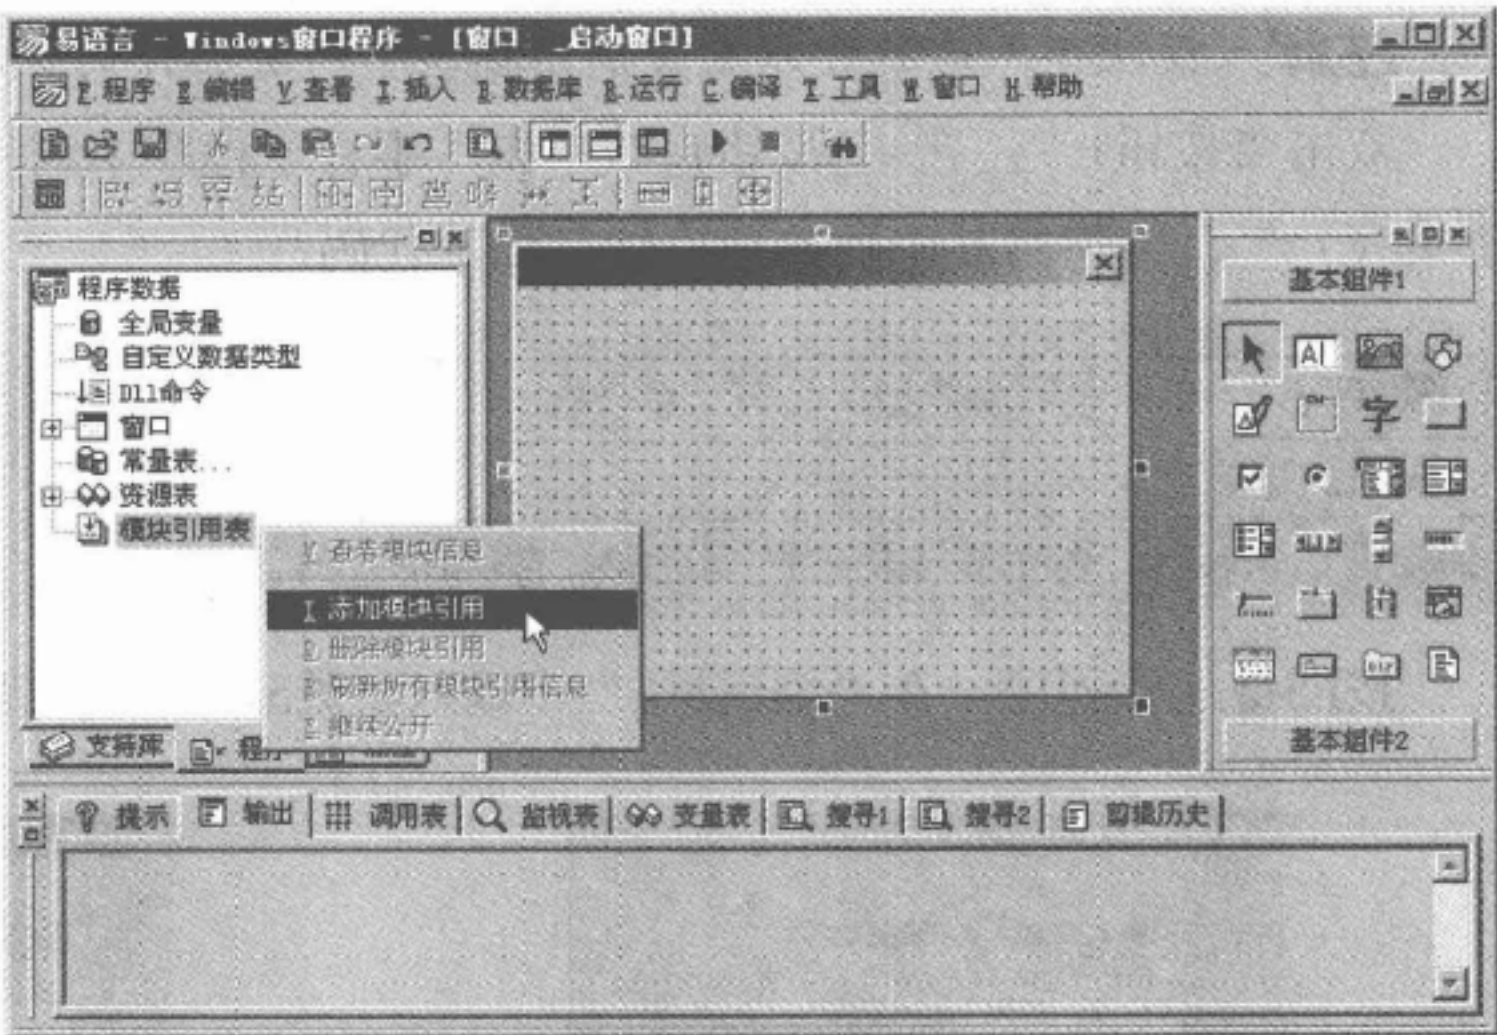 易语言 - Windows窗口程序 - [窗口 _启动窗口]
F.程序 E.编辑 V.查看 I.插入 B.数据库 R.运行 C.编译 T.工具 W.窗口 H.帮助
程序数据
全局变量
自定义数据类型
Dll命令
窗口
常量表...
资源表
模块引用表
V.查看模块信息
I.添加模块引用
D.删除模块引用
R.刷新所有模块引用信息
E.继续公开
支持库 程序
基本组件1
字
基本组件2
提示 输出 调用表 监视表 变量表 搜寻1 搜寻2 剪辑历史